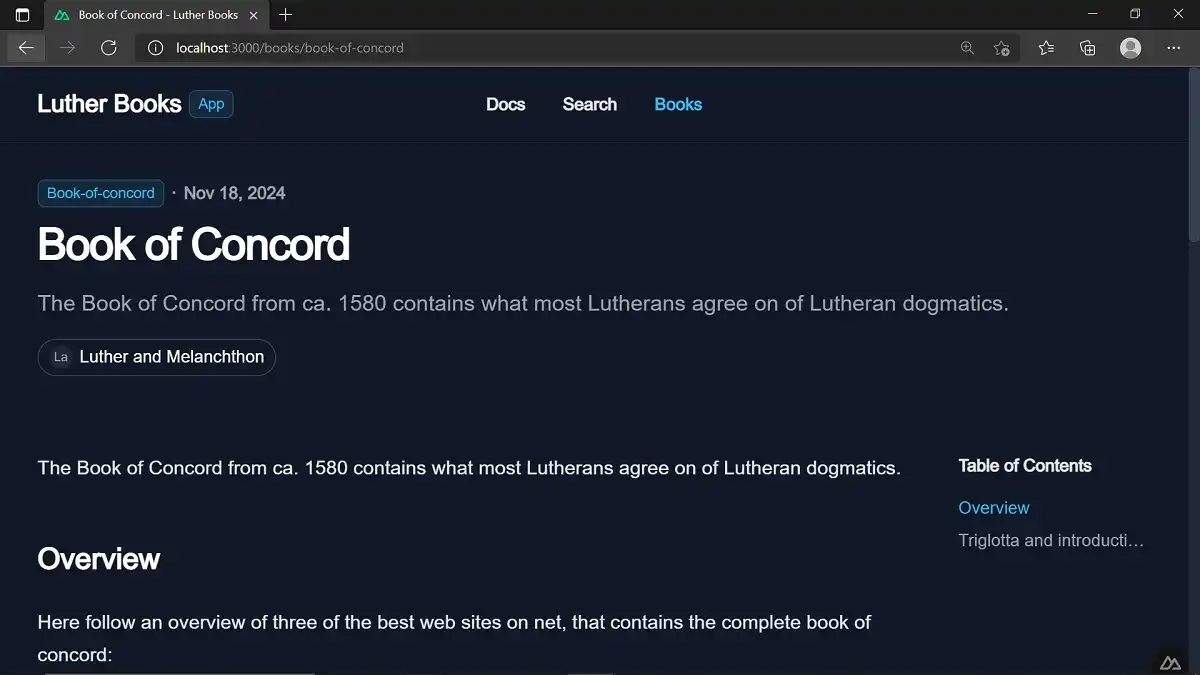 Book of Concord - Luther Books
localhost:3000/books/book-of-concord
Luther Books App Docs Search Books
Book-of-concord · Nov 18, 2024
Book of Concord
The Book of Concord from ca. 1580 contains what most Lutherans agree on of Lutheran dogmatics.
La Luther and Melanchthon
The Book of Concord from ca. 1580 contains what most Lutherans agree on of Lutheran dogmatics.
Table of Contents
Overview
Triglotta and introducti…
Overview
Here follow an overview of three of the best web sites on net, that contains the complete book of
concord: